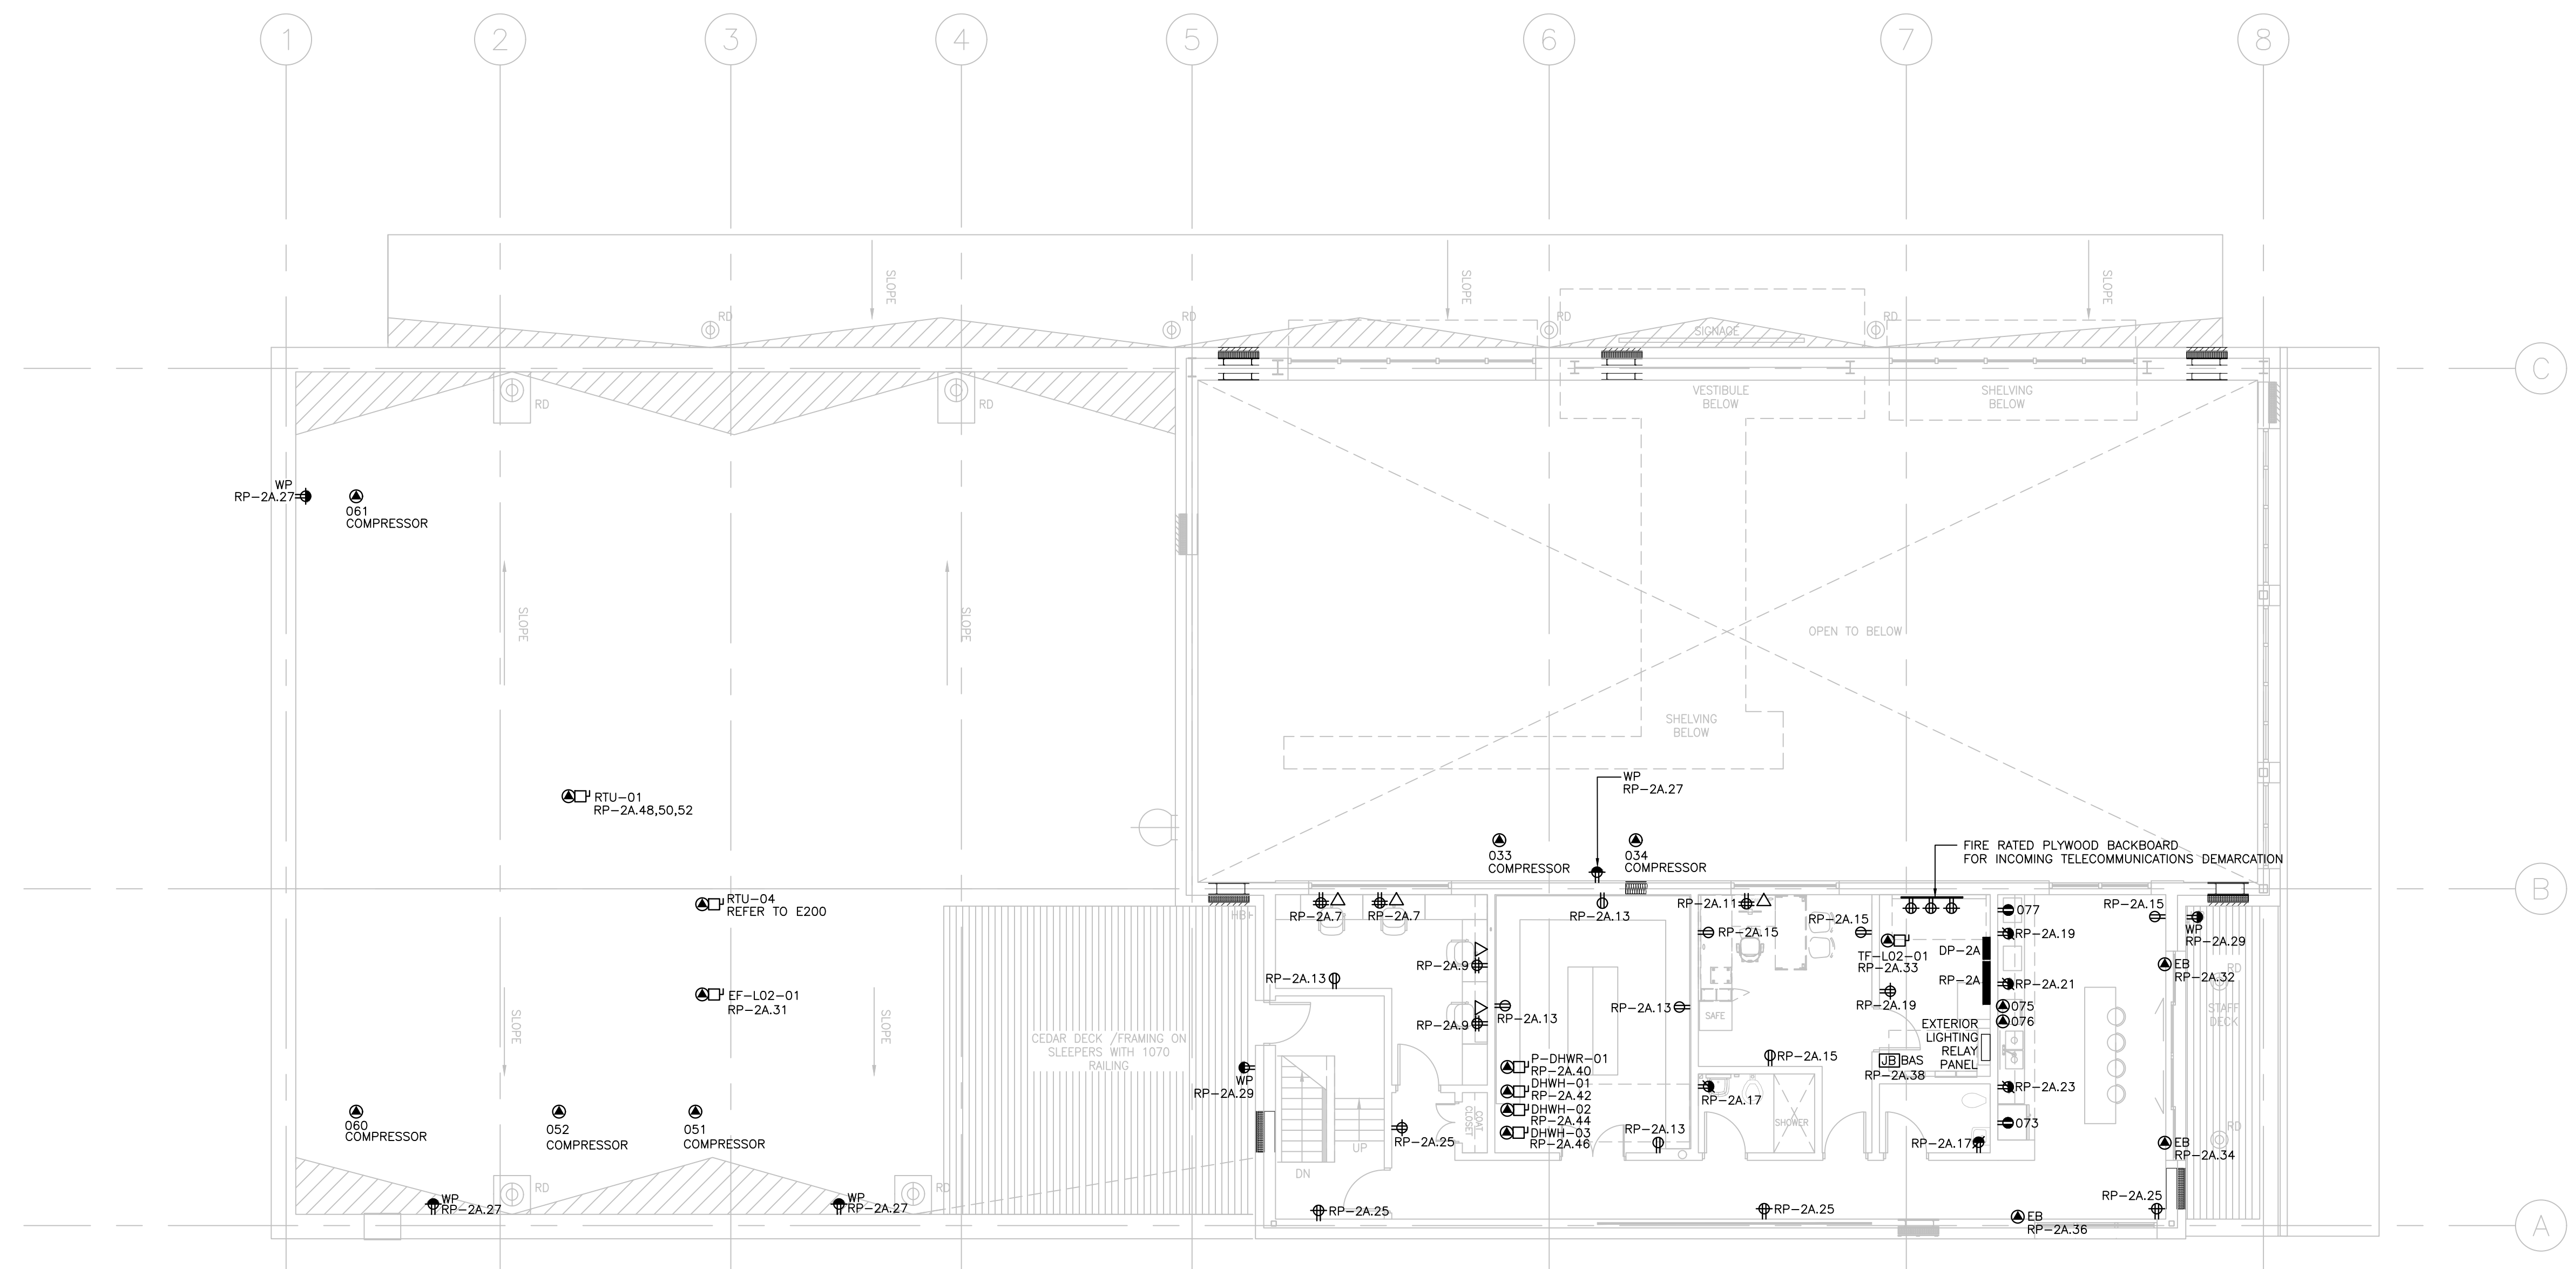 1
2
3
4
5
6
7
8
SLOPE
SLOPE
SLOPE
RD
RD
RD
RD
SIGNAGE
C
RD
RD
VESTIBULE
BELOW
SHELVING
BELOW
WP
RP-2A.27
061
COMPRESSOR
SLOPE
SLOPE
OPEN TO BELOW
SHELVING
BELOW
WP
RP-2A.27
RTU-01
RP-2A.48,50,52
033
COMPRESSOR
034
COMPRESSOR
FIRE RATED PLYWOOD BACKBOARD
FOR INCOMING TELECOMMUNICATIONS DEMARCATION
B
RTU-04
REFER TO E200
HB
RP-2A.7
RP-2A.7
RP-2A.13
RP-2A.11
RP-2A.15
RP-2A.15
077
RP-2A.15
RP-2A.19
WP
RP-2A.29
TF-L02-01
RP-2A.33
DP-2A
RP-2A.9
RP-2A.13
EB
RP-2A.32
RD
RP-2A
RP-2A.21
EF-L02-01
RP-2A.31
RP-2A.19
RP-2A.13
RP-2A.13
SAFE
075
076
STAFF
DECK
RP-2A.9
SLOPE
SLOPE
CEDAR DECK /FRAMING ON
SLEEPERS WITH 1070
RAILING
EXTERIOR
LIGHTING
RELAY
PANEL
P-DHWR-01
RP-2A.40
DHWH-01
RP-2A.42
DHWH-02
RP-2A.44
DHWH-03
RP-2A.46
RP-2A.15
JB
BAS
RP-2A.38
WP
RP-2A.29
RP-2A.17
RP-2A.23
COAT
CLOSET
SHOWER
073
060
COMPRESSOR
052
COMPRESSOR
051
COMPRESSOR
RP-2A.25
RP-2A.13
RP-2A.17
RD
EB
RP-2A.34
UP
DN
RD
RD
WP
RP-2A.27
WP
RP-2A.27
RP-2A.25
RP-2A.25
RP-2A.25
EB
RP-2A.36
A